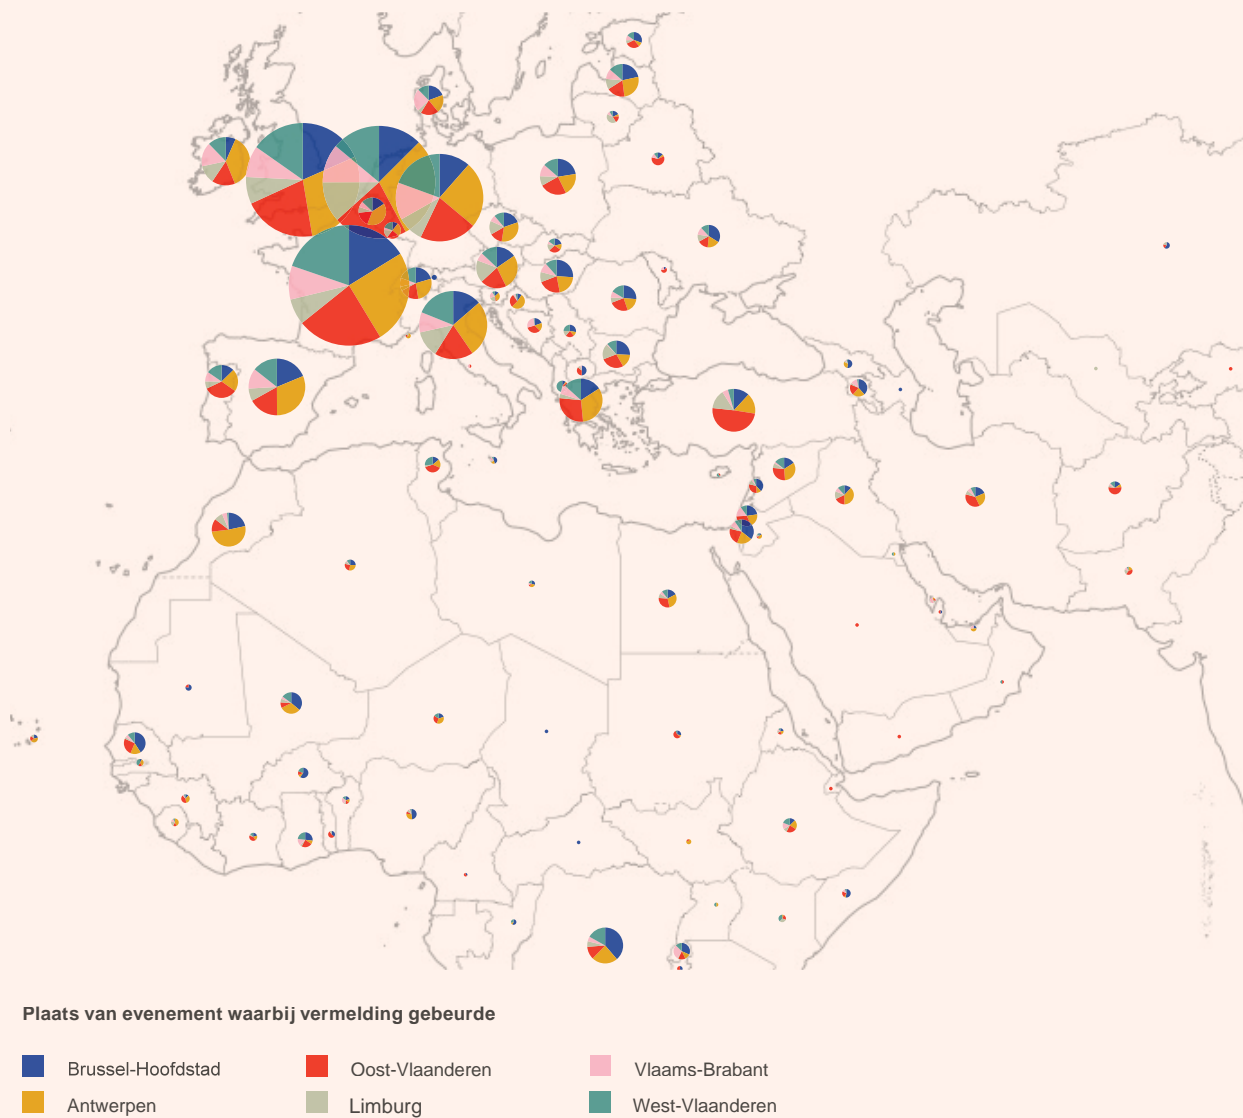 Plaats van evenement waarbij vermelding gebeurde
Brussel-Hoofdstad
Oost-Vlaanderen
Vlaams-Brabant
Antwerpen
Limburg
West-Vlaanderen